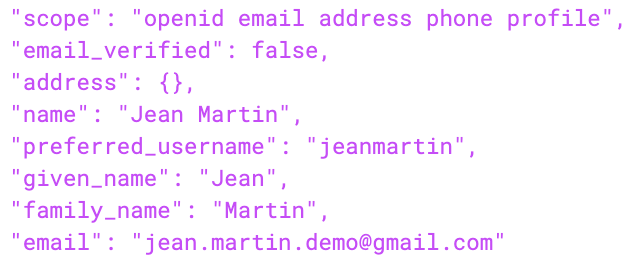 "scope": "openid email address phone profile",
"email_verified": false,
"address": {},
"name": "Jean Martin",
"preferred_username": "jeanmartin",
"given_name": "Jean",
"family_name": "Martin",
"email": "jean.martin.demo@gmail.com"